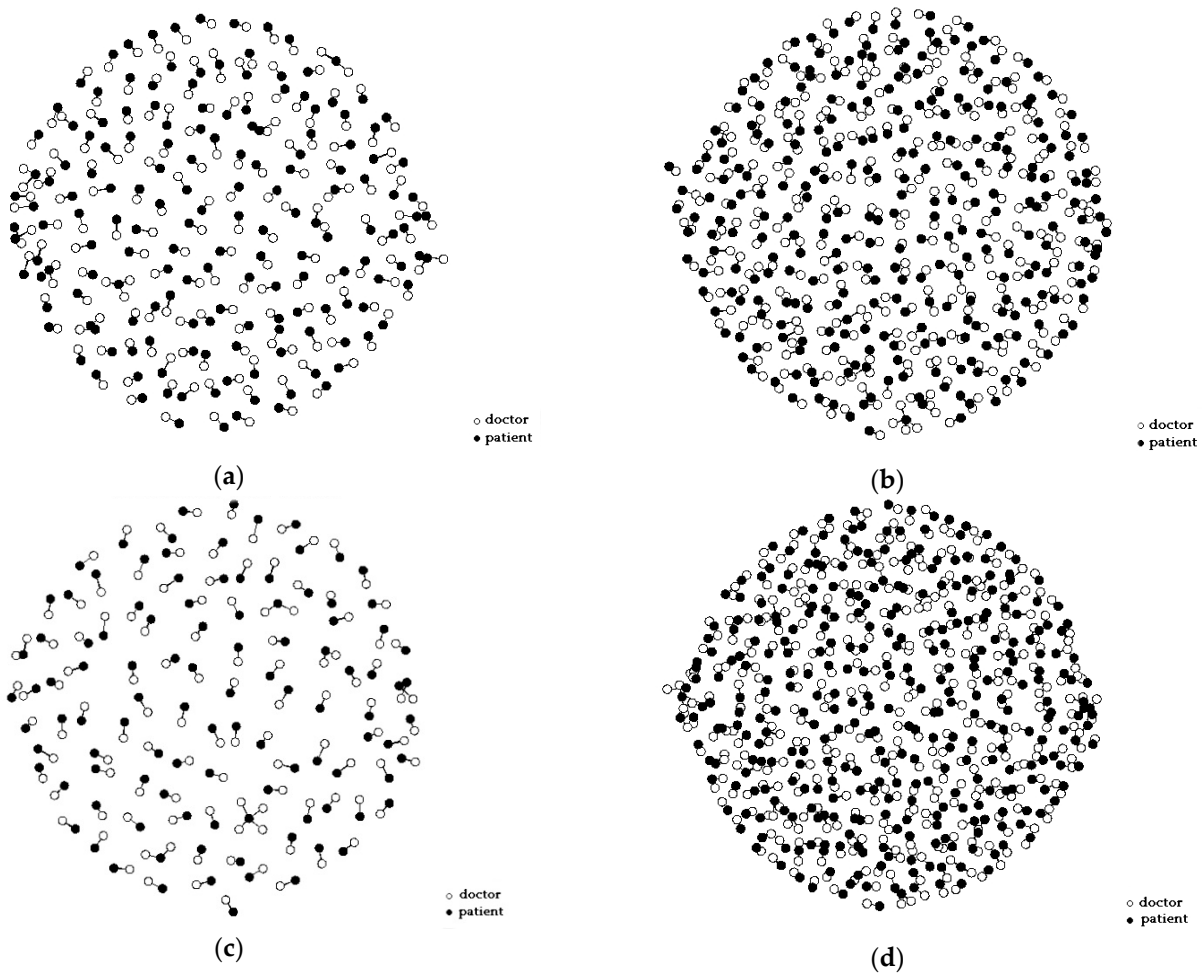 doctor
patient
(a)
doctor
patient
(b)
doctor
patient
(c)
doctor
patient
(d)